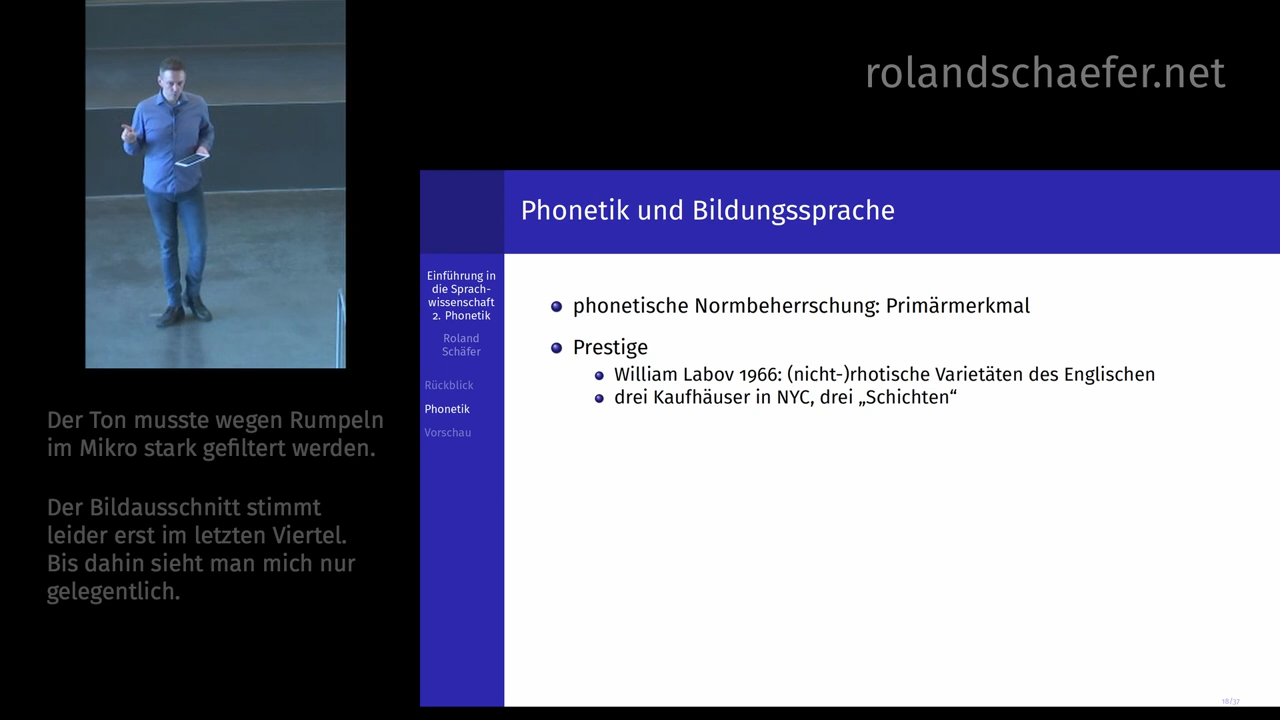 rolandschaefer.net
Phonetik und Bildungssprache
Einführung in
die Sprach-
wissenschaft
2. Phonetik
Roland
Schäfer
Rückblick
Phonetik
Vorschau
phonetische Normbeherrschung: Primärmerkmal
Prestige
William Labov 1966: (nicht-)rhotische Varietäten des Englischen
drei Kaufhäuser in NYC, drei „Schichten“
18/37
Der Ton musste wegen Rumpeln
im Mikro stark gefiltert werden.
Der Bildausschnitt stimmt
leider erst im letzten Viertel.
Bis dahin sieht man mich nur
gelegentlich.